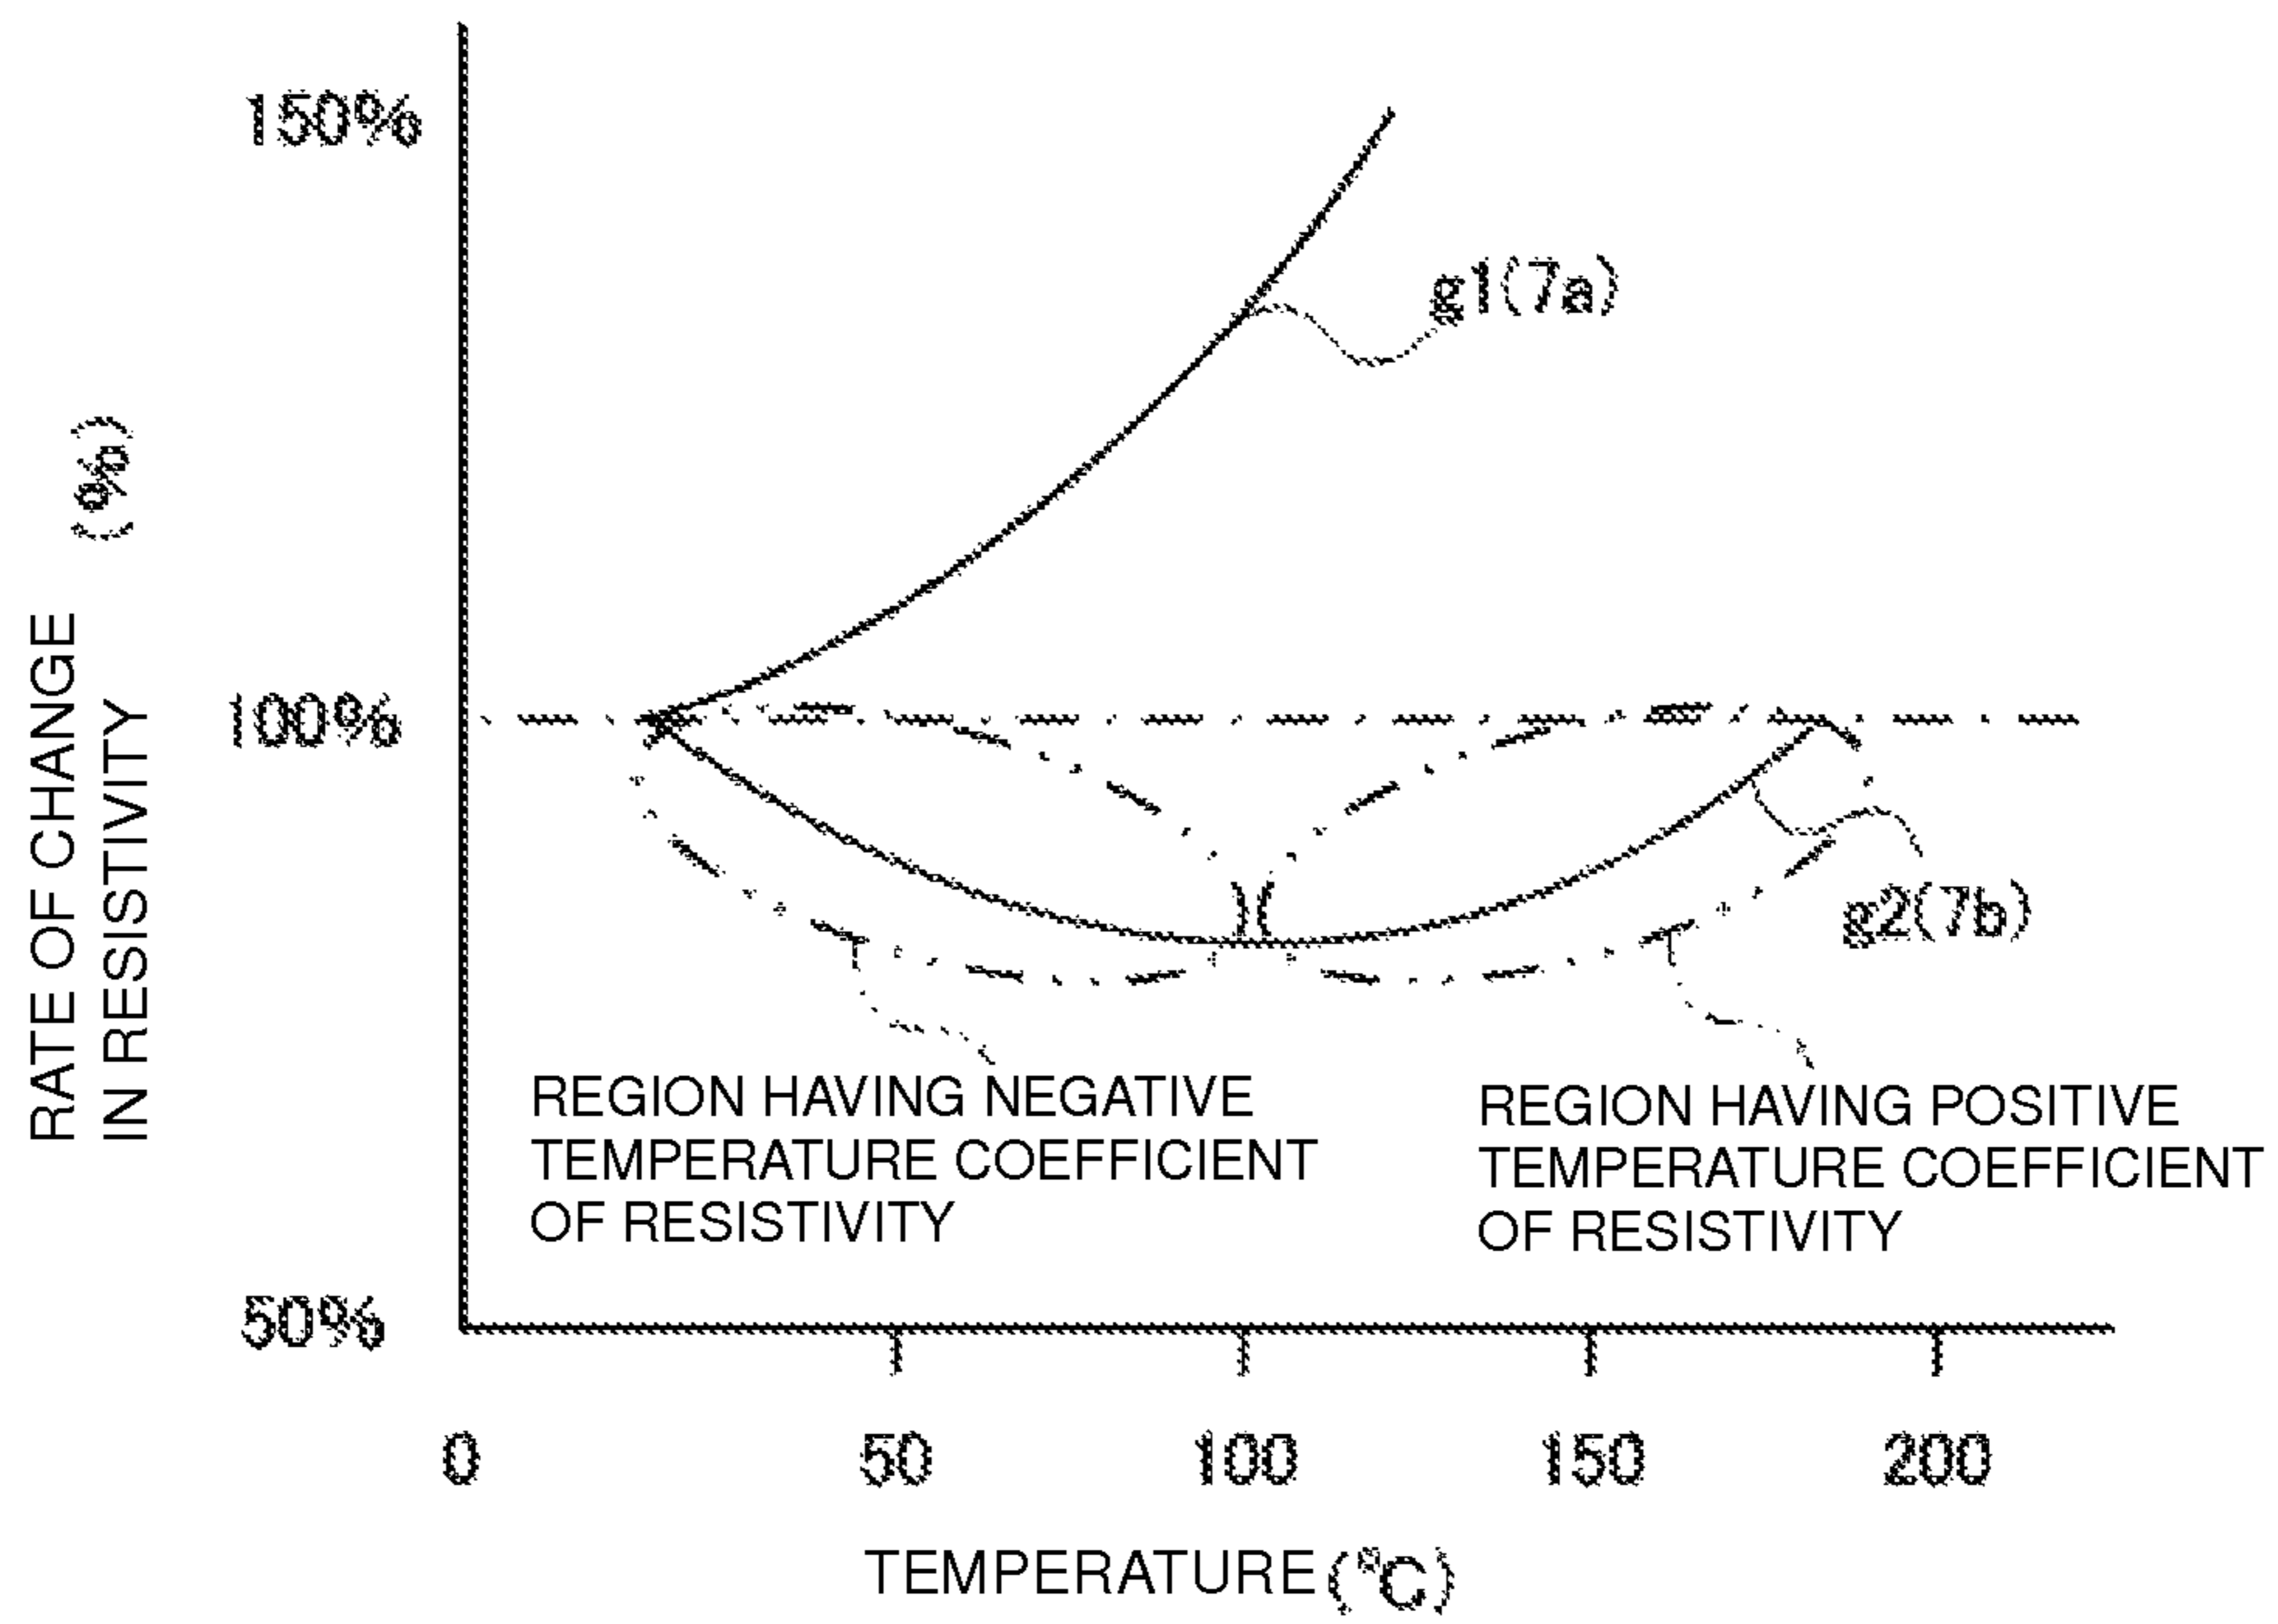 150%
g1(7a)
(%)
RATE OF CHANGE
IN RESISTIVITY
100%
g2(7b)
REGION HAVING NEGATIVE
TEMPERATURE COEFFICIENT
OF RESISTIVITY
REGION HAVING POSITIVE
TEMPERATURE COEFFICIENT
OF RESISTIVITY
50%
0 50 100 150 200
TEMPERATURE(°C)